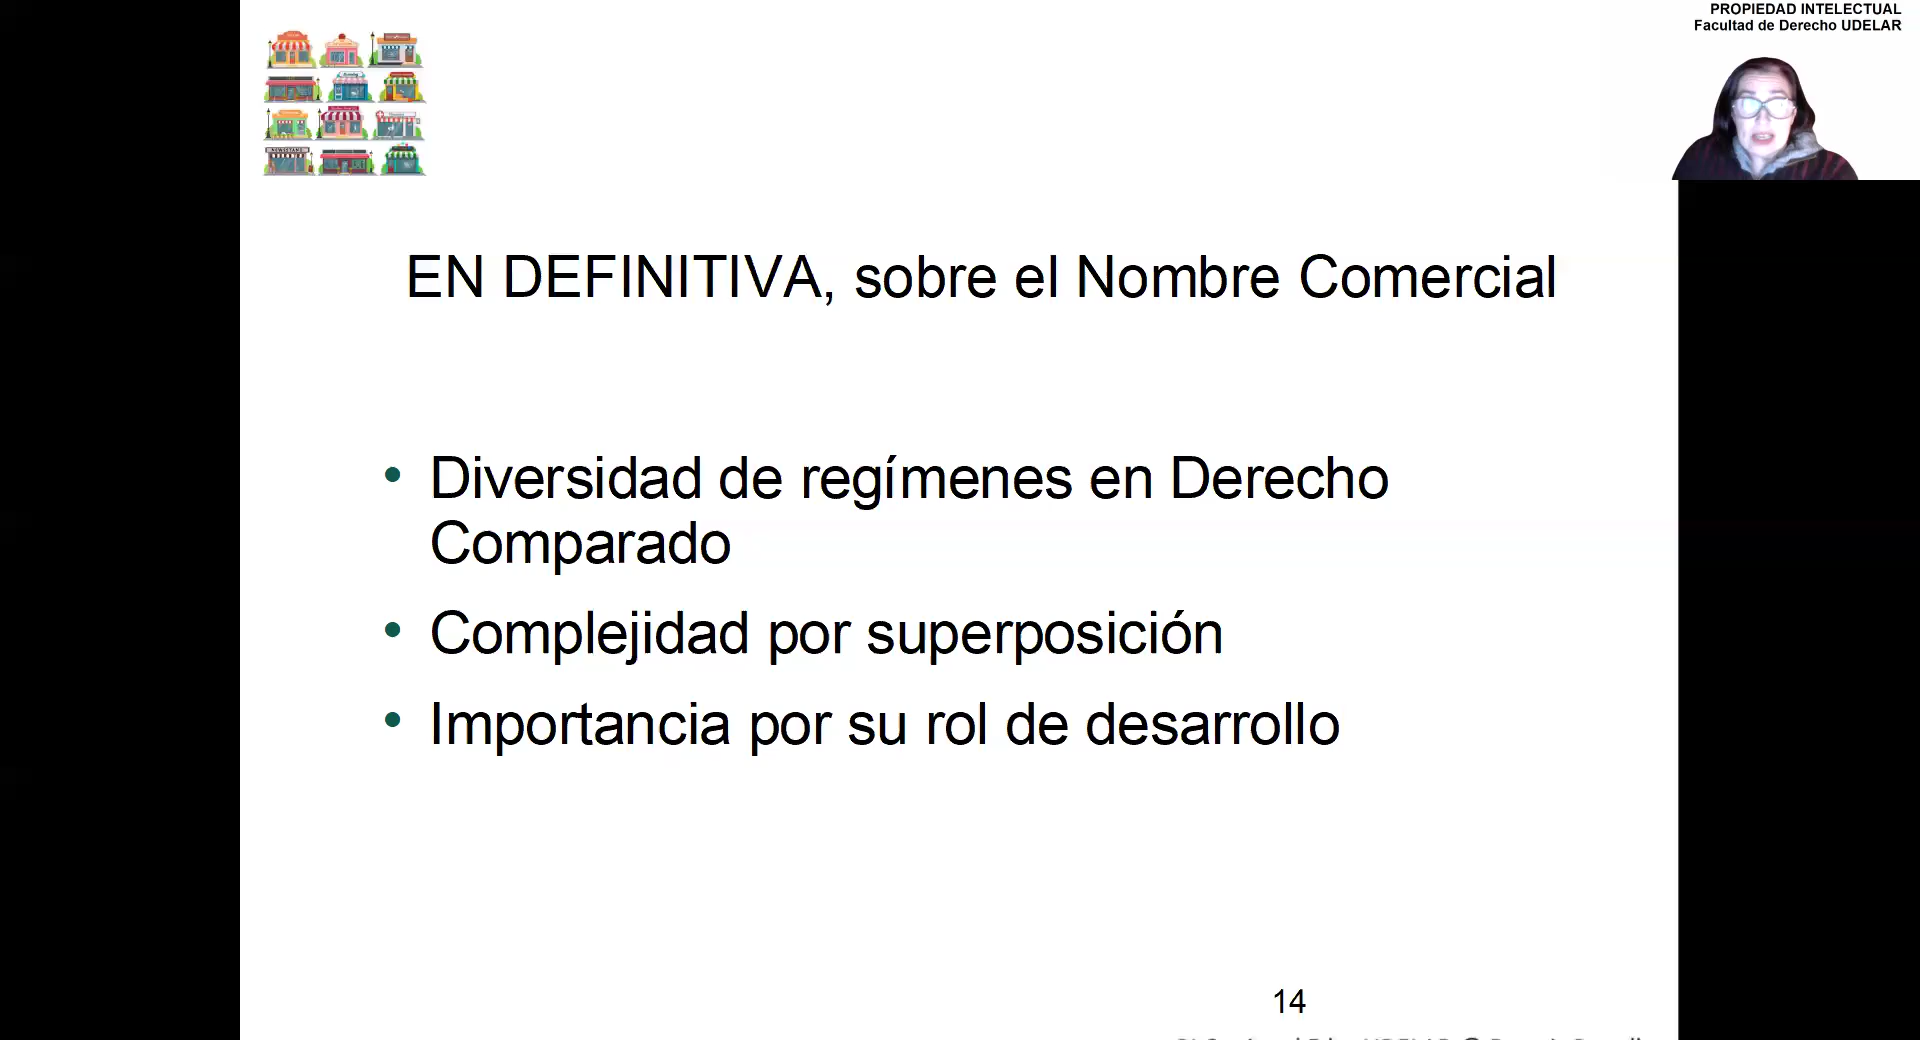 PROPIEDAD INTELECTUAL
Facultad de Derecho UDELAR
EN DEFINITIVA, sobre el Nombre Comercial
• Diversidad de regímenes en Derecho
Comparado
• Complejidad por superposición
• Importancia por su rol de desarrollo
14